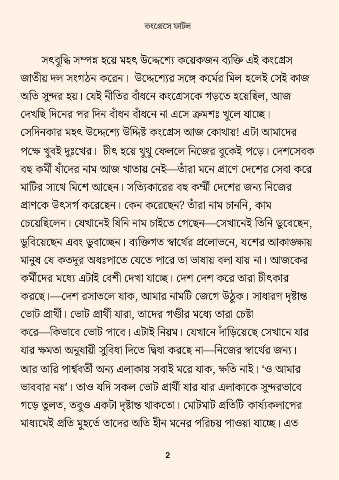 কংগ্রেসে ফাটল
সৎবুদ্ধি সম্পন্ন হয়ে মহৎ উদ্দেশ্যে কয়েকজন ব্যক্তি এই কংগ্রেস
জাতীয় দল সংগঠন করেন। উদ্দেশ্যের সঙ্গে কর্মের মিল হলেই সেই কাজ
অতি সুন্দর হয়। যেই নীতির বাঁধনে কংগ্রেসকে গড়তে হয়েছিল, আজ
দেখছি দিনের পর দিন বাঁধন বাঁধনে না এসে ক্রমশঃ খুলে যাচ্ছে।
সেদিনকার মহৎ উদ্দেশ্যে উদ্দিষ্ট কংগ্রেস আজ কোথায়! এটা আমাদের
পক্ষে খুবই দুঃখের। চীৎ হয়ে থুথু ফেললে নিজের বুকেই পড়ে। দেশসেবক
বহু কর্মী যাঁদের নাম আজ খাতায় নেই—তাঁরা মনে প্রাণে দেশের সেবা করে
মাটির সাথে মিশে আছেন। সত্যিকারের বহু কর্ম্মী দেশের জন্য নিজের
প্রাণকে উৎসর্গ করেছেন। কেন করেছেন? তাঁরা নাম চাননি, কাম
চেয়েছিলেন। যেখানেই যিনি নাম চাইতে গেছেন—সেখানেই তিনি ডুবেছেন,
ডুবিয়েছেন এবং ডুবাচ্ছেন। ব্যক্তিগত স্বার্থের প্রলোভনে, যশের আকাঙ্ক্ষায়
মানুষ যে কতদূর অধঃপাতে যেতে পারে তা ভাষায় বলা যায় না। আজকের
কর্মীদের মধ্যে এটাই বেশী দেখা যাচ্ছে। দেশ দেশ করে তারা চীৎকার
করছে।—দেশ রসাতলে যাক, আমার নামটি জেগে উঠুক। সাধারণ দৃষ্টান্ত
ভোট প্রার্থী। ভোট প্রার্থী যারা, তাদের গণ্ডীর মধ্যে তারা চেষ্টা
করে—কিভাবে ভোট পাবে। এটাই নিয়ম। যেখানে দাঁড়িয়েছে সেখানে যার
যার ক্ষমতা অনুযায়ী সুবিধা দিতে দ্বিধা করছে না—নিজের স্বার্থের জন্য।
আর তারি পার্শ্ববর্তী অন্য এলাকায় সবাই মরে যাক, ক্ষতি নাই। 'ও আমার
ভাববার নয়'। তাও যদি সকল ভোট প্রার্থী যার যার এলাকাকে সুন্দরভাবে
গড়ে তুলত, তবুও একটা দৃষ্টান্ত থাকতো। মোটমাট প্রতিটি কার্য্যকলাপের
মাধ্যমেই প্রতি মুহূর্তে তাদের অতি হীন মনের পরিচয় পাওয়া যাচ্ছে। এত
2